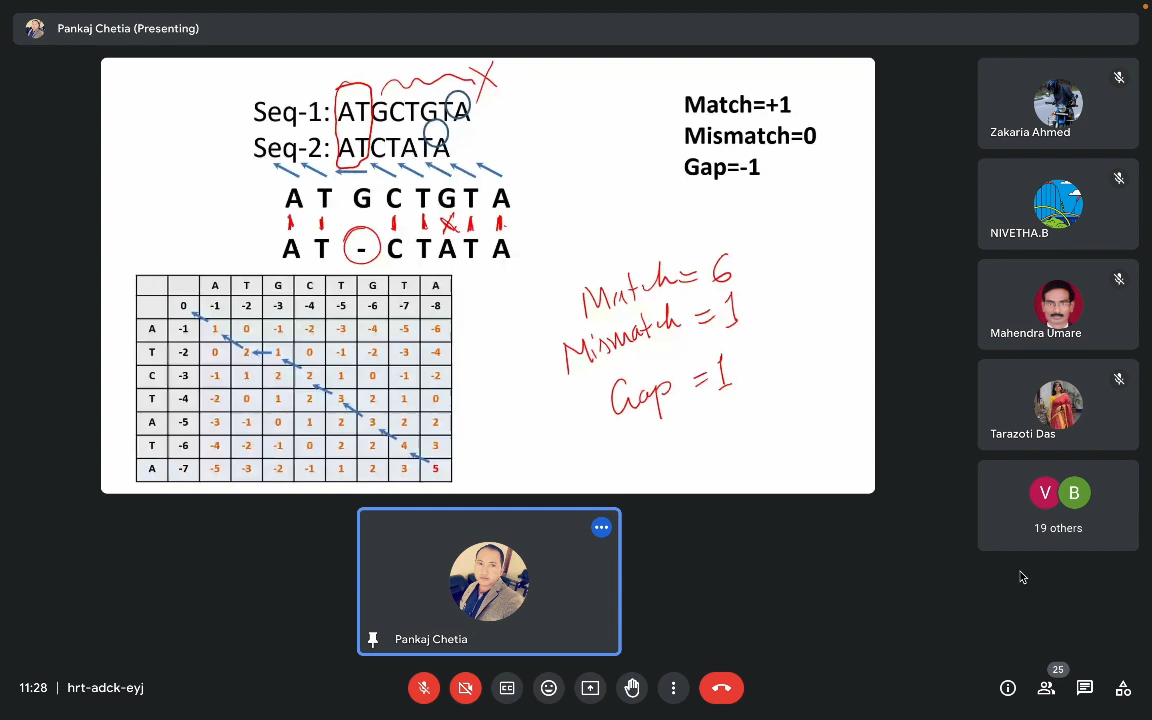 Pankaj Chetia (Presenting)
Seq-1: ATGCTGTA
Seq-2: ATCTATA
A T G C T G T A
A T - C T A T A
Match=+1
Mismatch=0
Gap=-1
A T G C T G T A
0 -1 -2 -3 -4 -5 -6 -7 -8
A -1 1 0 -1 -2 -3 -4 -5 -6
T -2 0 2 1 0 -1 -2 -3 -4
C -3 -1 1 2 2 1 0 -1 -2
T -4 -2 0 1 2 3 2 1 0
A -5 -3 -1 0 1 2 3 2 2
T -6 -4 -2 -1 0 2 2 4 3
A -7 -5 -3 -2 -1 1 2 3 5
Match = 6
Mismatch = 1
Gap = 1
Zakaria Ahmed
NIVETHA.B
Mahendra Umare
Tarazoti Das
V B
19 others
Pankaj Chetia
11:28 | hrt-adck-eyj
CC
25